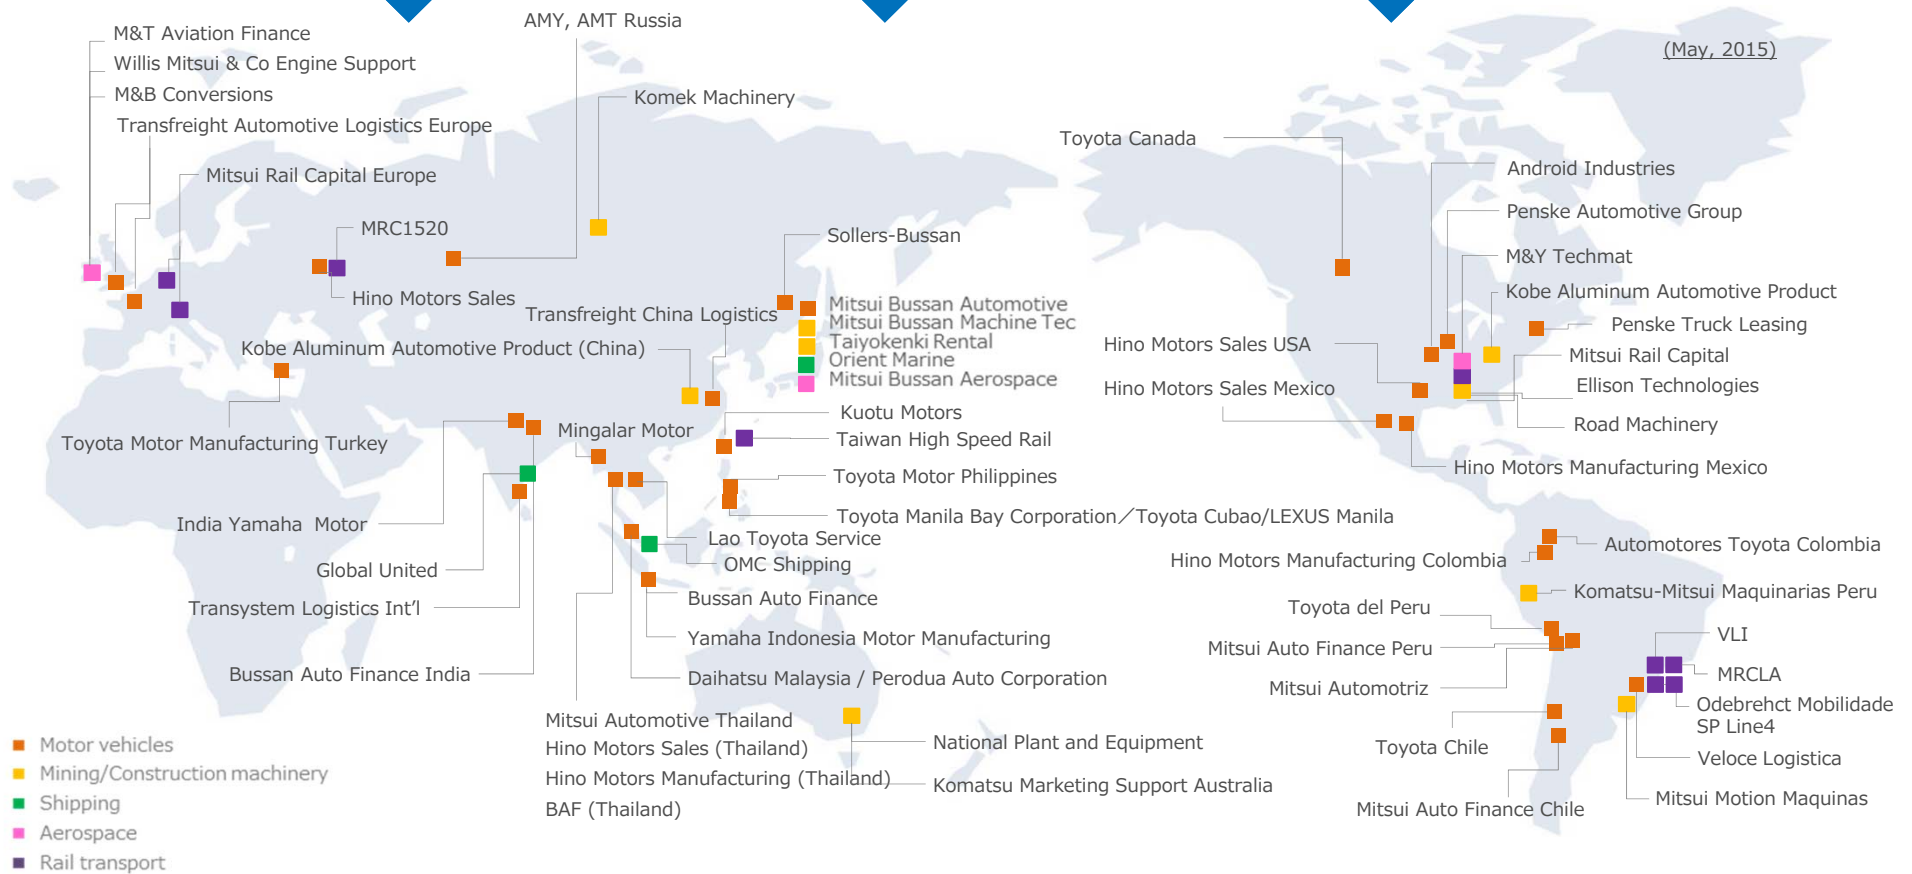 AMY, AMT Russia
M&T Aviation Finance
(May, 2015)
Willis Mitsui & Co Engine Support
M&B Conversions
Komek Machinery
Transfreight Automotive Logistics Europe
Toyota Canada
Android Industries
Mitsui Rail Capital Europe
Penske Automotive Group
MRC1520
Sollers-Bussan
M&Y Techmat
Kobe Aluminum Automotive Product
Hino Motors Sales
Mitsui Bussan Automotive
Transfreight China Logistics
Mitsui Bussan Machine Tec
Penske Truck Leasing
Taiyokenki Rental
Hino Motors Sales USA
Kobe Aluminum Automotive Product (China)
Mitsui Rail Capital
Orient Marine
Mitsui Bussan Aerospace
Ellison Technologies
Hino Motors Sales Mexico
Kuotu Motors
Road Machinery
Mingalar Motor
Taiwan High Speed Rail
Toyota Motor Manufacturing Turkey
Hino Motors Manufacturing Mexico
Toyota Motor Philippines
Toyota Manila Bay Corporation／Toyota Cubao/LEXUS Manila
India Yamaha Motor
Lao Toyota Service
Automotores Toyota Colombia
Hino Motors Manufacturing Colombia
OMC Shipping
Global United
Komatsu-Mitsui Maquinarias Peru
Bussan Auto Finance
Transystem Logistics Int'l
Toyota del Peru
VLI
Yamaha Indonesia Motor Manufacturing
Mitsui Auto Finance Peru
Bussan Auto Finance India
MRCLA
Daihatsu Malaysia / Perodua Auto Corporation
Mitsui Automotriz
Odebrehct Mobilidade
SP Line4
Mitsui Automotive Thailand
National Plant and Equipment
Motor vehicles
Hino Motors Sales (Thailand)
Toyota Chile
Veloce Logistica
Mining/Construction machinery
Hino Motors Manufacturing (Thailand)
Komatsu Marketing Support Australia
Mitsui Motion Maquinas
Shipping
BAF (Thailand)
Mitsui Auto Finance Chile
Aerospace
Rail transport